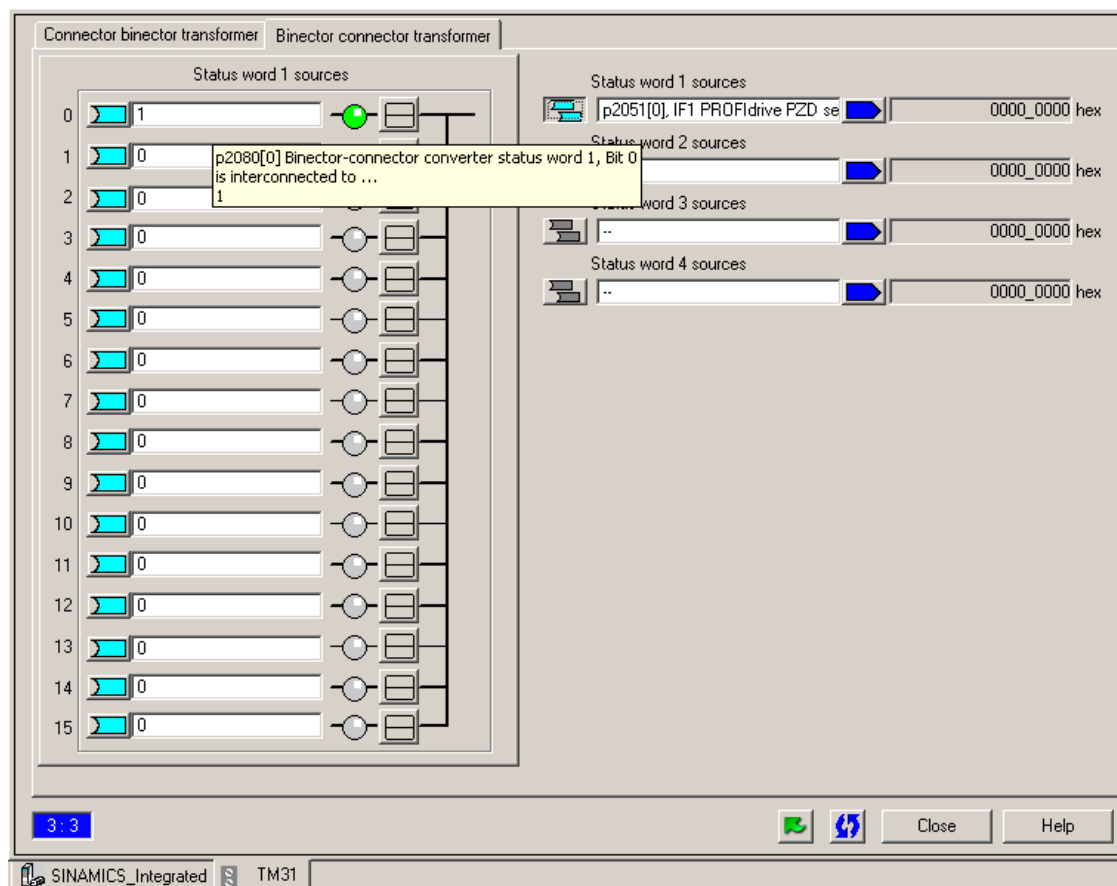 Connector binector transformer Binector connector transformer
Status word 1 sources
0 1
1 0
2 0
3 0
4 0
5 0
6 0
7 0
8 0
9 0
10 0
11 0
12 0
13 0
14 0
15 0
p2080[0] Binector-connector converter status word 1, Bit 0
is interconnected to ...
1
Status word 1 sources
p2051[0], IF1 PROFIdrive PZD se 0000_0000 hex
Status word 2 sources
0000_0000 hex
word 3 sources
-- 0000_0000 hex
Status word 4 sources
-- 0000_0000 hex
3:3 Close Help
SINAMICS_Integrated TM31